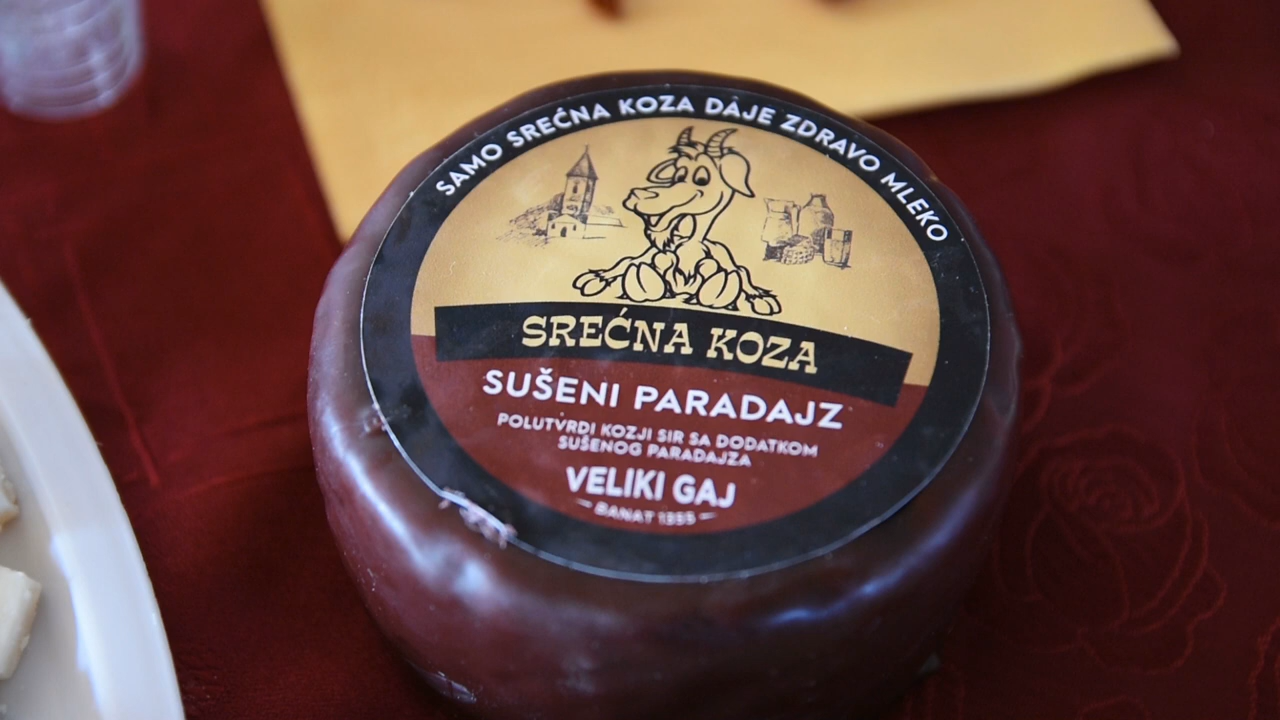 SAMO SREĆNA KOZA DAJE ZDRAVO MLEKO
SREĆNA KOZA
SUŠENI PARADAJZ
POLUTVRDI KOZJI SIR SA DODATKOM
SUŠENOG PARADAJZA
VELIKI GAJ
BANAT 1355